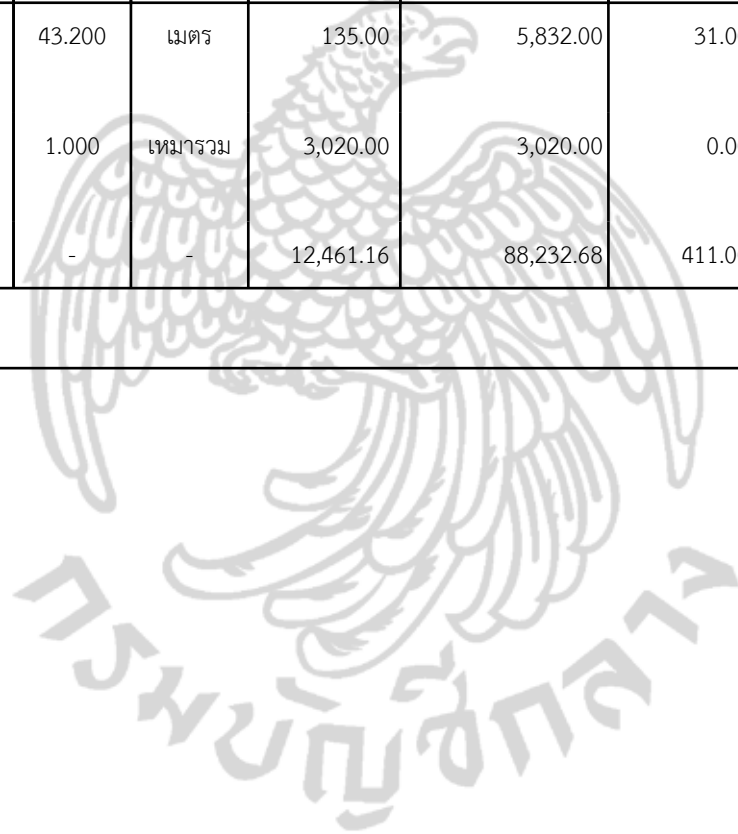 43.200 เมตร 135.00 5,832.00 31.0
1.000 เหมารวม 3,020.00 3,020.00 0.0
- - 12,461.16 88,232.68 411.0
กรมบัญชีกลาง